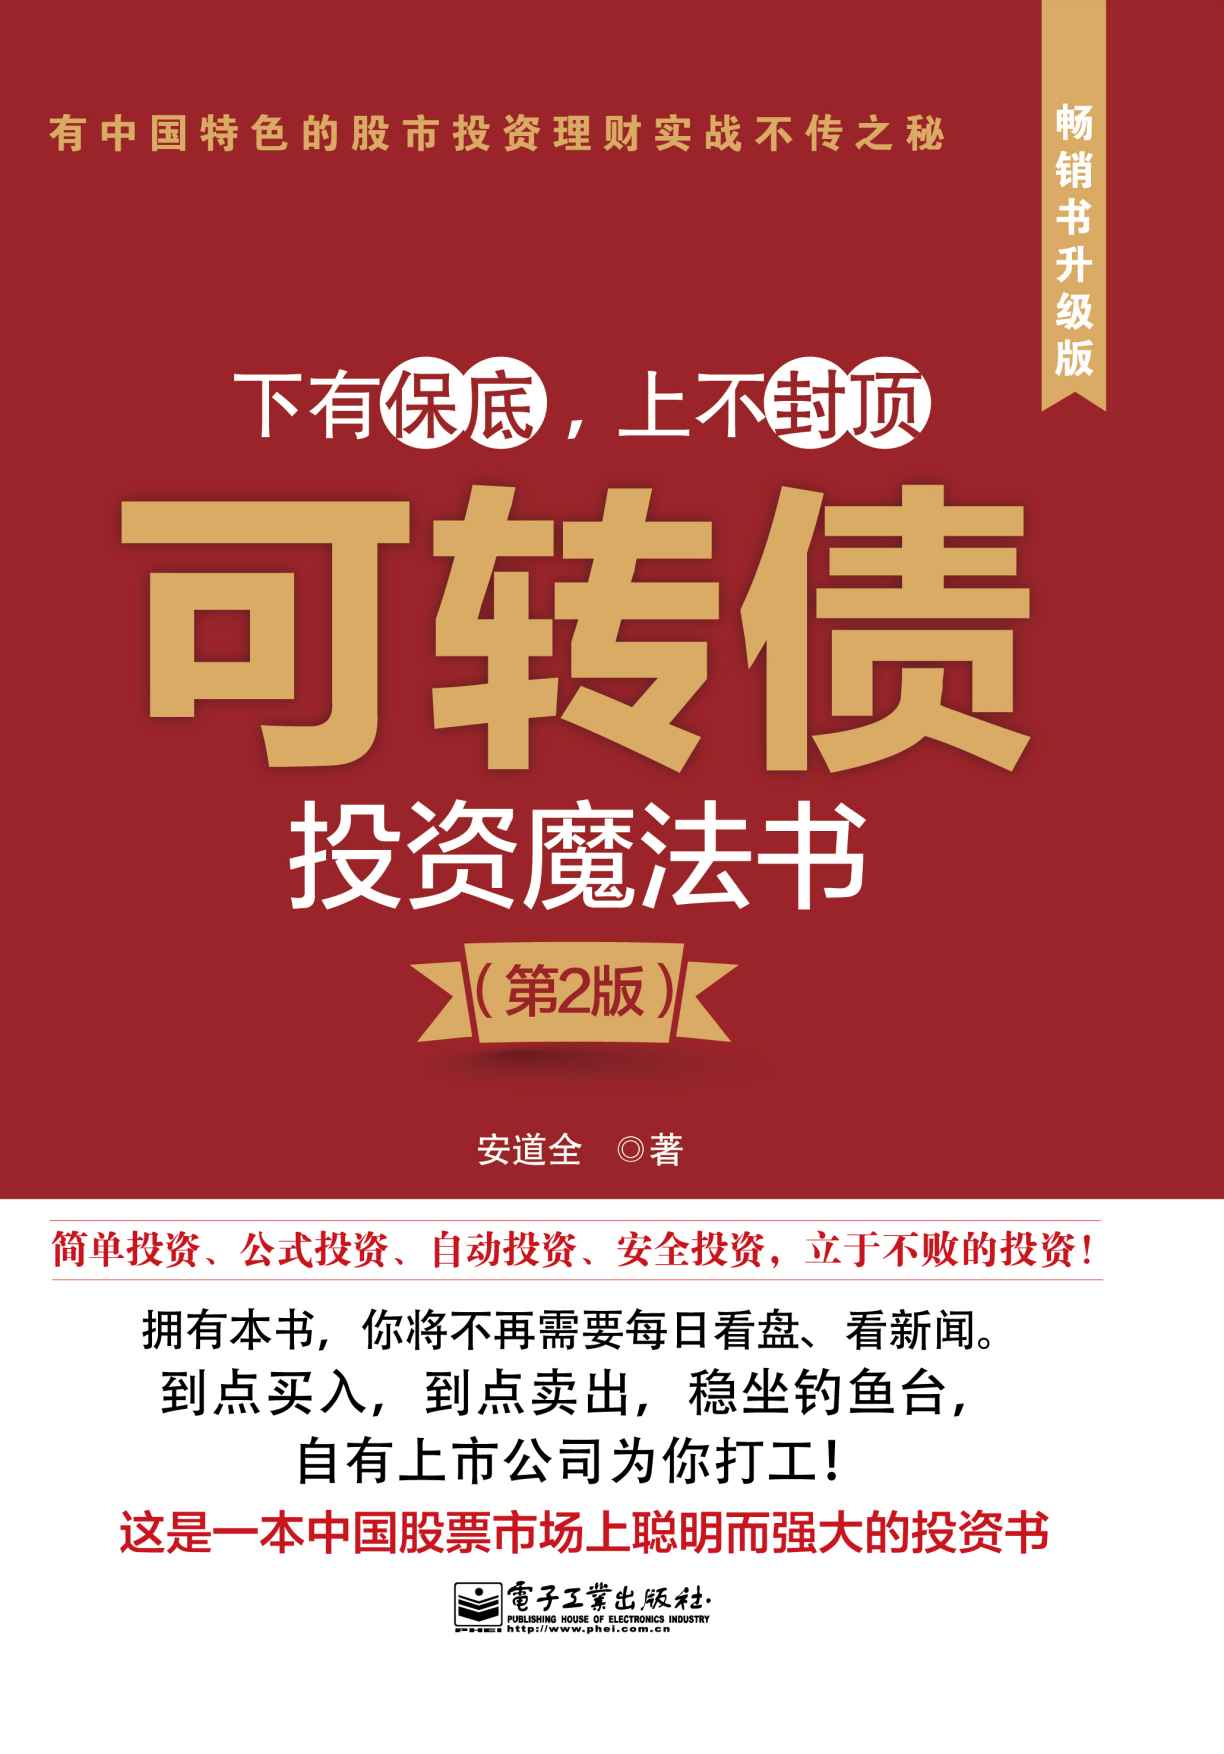 有中国特色的股市投资理财实战不传之秘
畅销书升级版
下有保底，上不封顶
可转债
投资魔法书
（第2版）
安道全 ◎著
简单投资、公式投资、自动投资、安全投资，立于不败的投资！
拥有本书，你将不再需要每日看盘、看新闻。
到点买入，到点卖出，稳坐钓鱼台，
自有上市公司为你打工！
这是一本中国股票市场上聪明而强大的投资书
電子工業出版社·
PUBLISHING HOUSE OF ELECTRONICS INDUSTRY
PHEI http://www.phei.com.cn